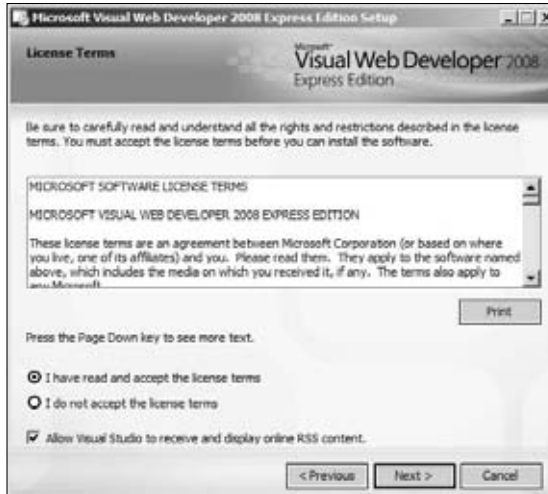 Microsoft Visual Web Developer 2008 Express Edition Setup
License Terms
Microsoft
Visual Web Developer 2008
Express Edition
Be sure to carefully read and understand all the rights and restrictions described in the license
terms. You must accept the license terms before you can install the software.
MICROSOFT SOFTWARE LICENSE TERMS
MICROSOFT VISUAL WEB DEVELOPER 2008 EXPRESS EDITION
These license terms are an agreement between Microsoft Corporation (or based on where
you live, one of its affiliates) and you. Please read them. They apply to the software named
above, which includes the media on which you received it, if any. The terms also apply to
any Microsoft
Print
Press the Page Down key to see more text.
I have read and accept the license terms
I do not accept the license terms
Allow Visual Studio to receive and display online RSS content.
< Previous
Next >
Cancel